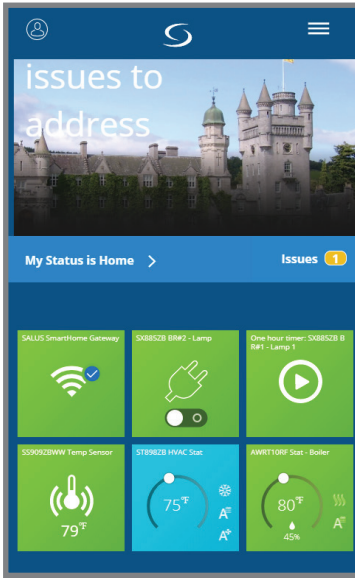 issues to
address
My Status is Home
Issues 1
SALUS SmartHome Gateway
SX885ZB BR#2 - Lamp
One hour timer: SX885ZB B
R#1 - Lamp 1
SS909ZBWW Temp Sensor
79°F
ST898ZB HVAC Stat
75°F
A
A
AWRT10RF Stat - Boiler
80°F
45%
A